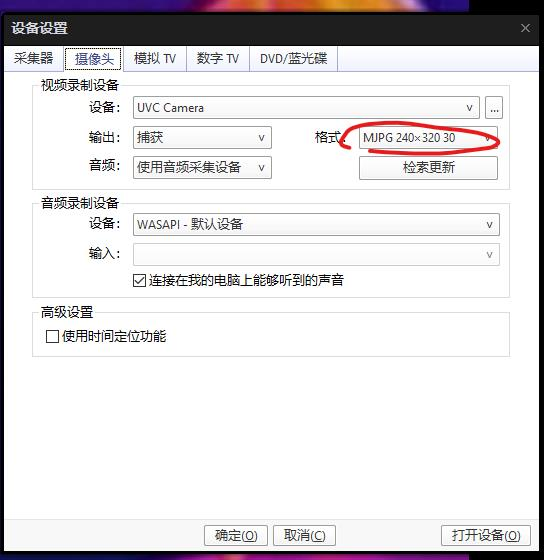 设备设置
采集器 摄像头 模拟 TV 数字 TV DVD/蓝光碟
视频录制设备
设备: UVC Camera ...
输出: 捕获 格式: MJPG 240×320 30
音频: 使用音频采集设备 检索更新
音频录制设备
设备: WASAPI - 默认设备
输入:
连接在我的电脑上能够听到的声音
高级设置
使用时间定位功能
确定(O) 取消(C) 打开设备(O)